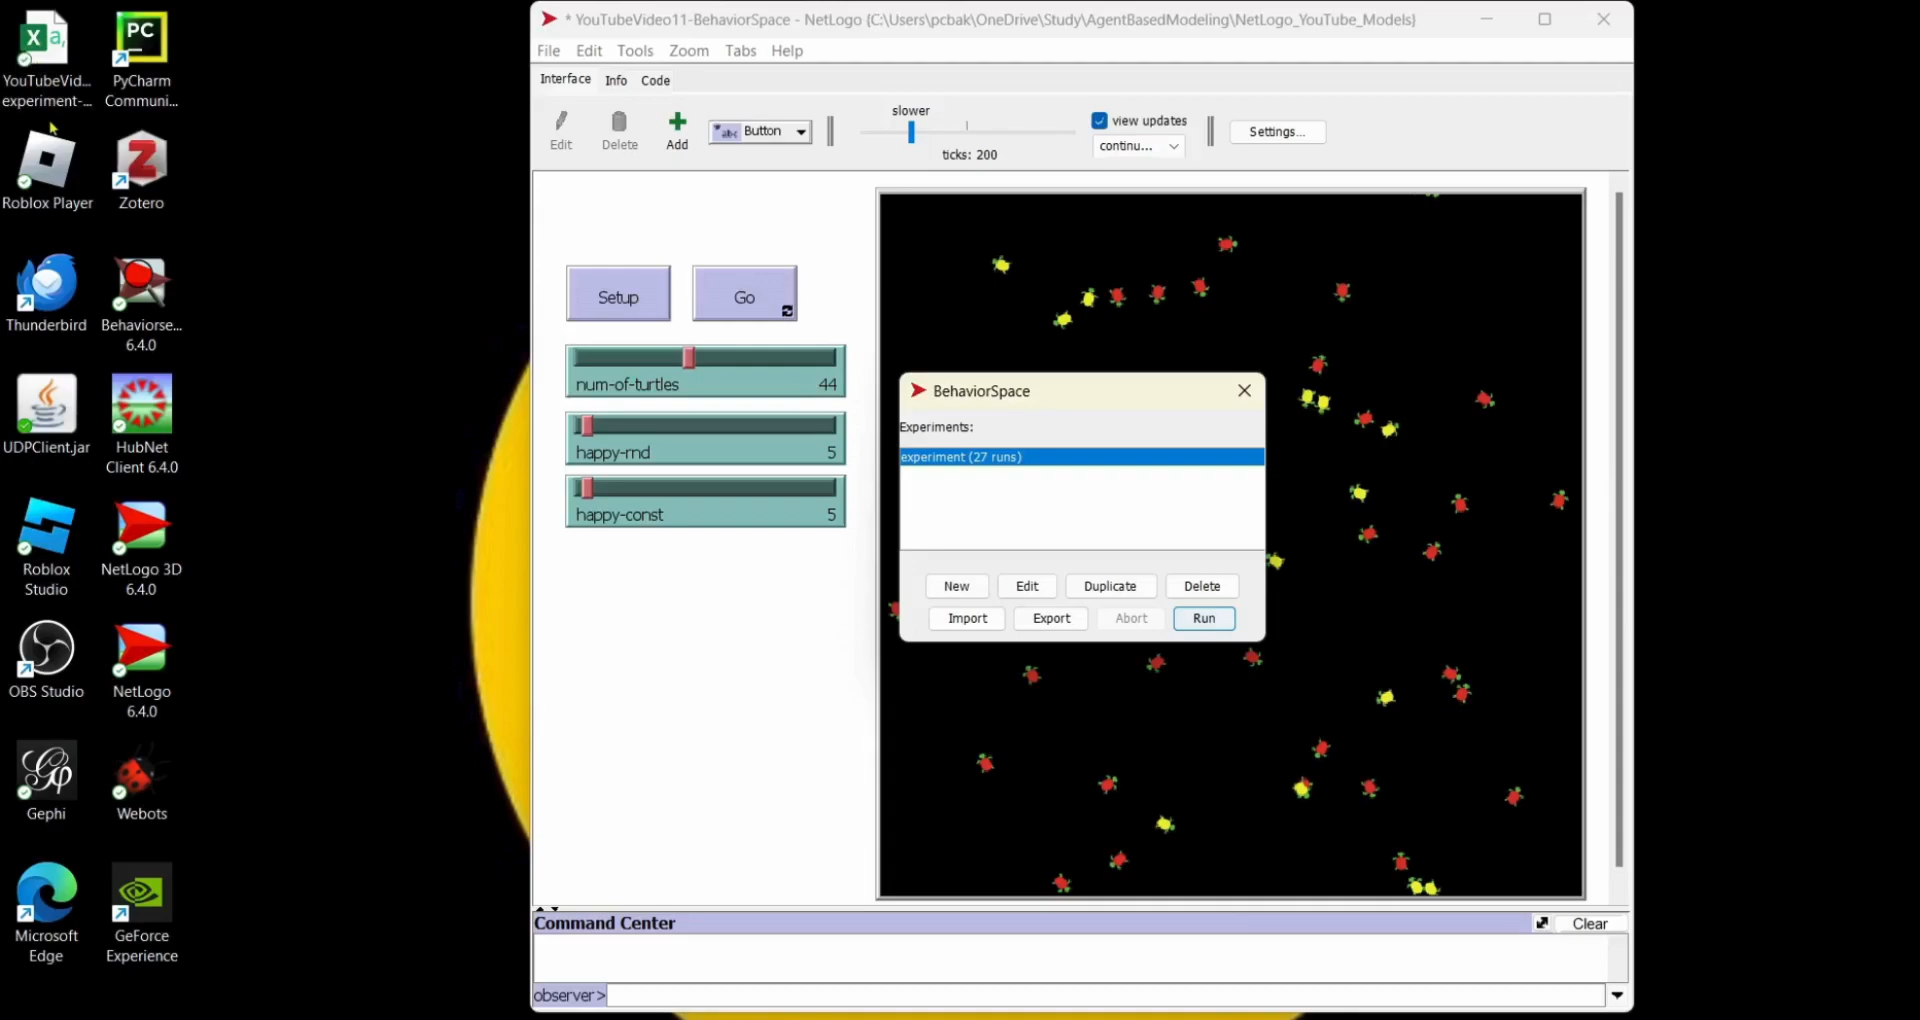 YouTubeVid...
experiment-...
PyCharm
Communi...
Roblox Player
Zotero
Thunderbird
Behaviorse...
6.4.0
UDPClient.jar
HubNet
Client 6.4.0
Roblox
Studio
NetLogo 3D
6.4.0
OBS Studio
NetLogo
6.4.0
Gephi
Webots
Microsoft
Edge
GeForce
Experience
* YouTubeVideo11-BehaviorSpace - NetLogo {C:\Users\pcbak\OneDrive\Study\AgentBasedModeling\NetLogo_YouTube_Models}
File Edit Tools Zoom Tabs Help
Interface Info Code
slower
Edit Delete Add abc Button
ticks: 200
view updates
continu...
Settings...
Setup
Go
num-of-turtles 44
happy-rnd 5
happy-const 5
BehaviorSpace
Experiments:
experiment (27 runs)
New Edit Duplicate Delete
Import Export Abort Run
Command Center
Clear
observer>
PC
X a,
Z